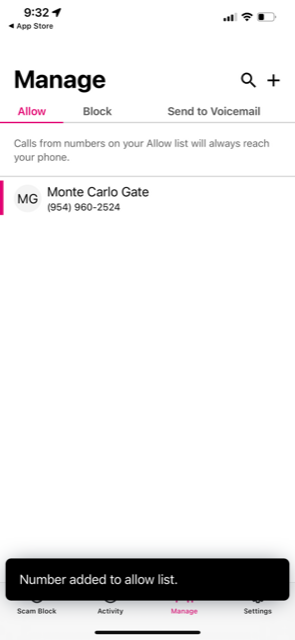 9:32
◀ App Store
Manage
Allow Block Send to Voicemail
Calls from numbers on your Allow list will always reach
your phone.
MG
Monte Carlo Gate
(954) 960-2524
Number added to allow list.
Scam Block Activity Manage Settings